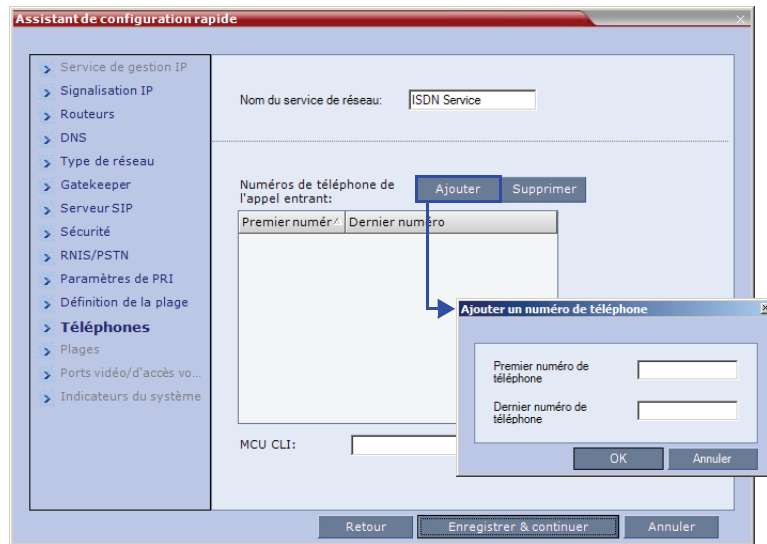 Assistant de configuration rapide
Service de gestion IP
Signalisation IP
Routeurs
DNS
Type de réseau
Gatekeeper
Serveur SIP
Sécurité
RNIS/PSTN
Paramètres de PRI
Définition de la plage
Téléphones
Plages
Ports vidéo/d'accès vo...
Indicateurs du système
Nom du service de réseau: ISDN Service
Numéros de téléphone de
l'appel entrant:
Ajouter Supprimer
Premier numér Dernier numéro
MCU CLI:
Ajouter un numéro de téléphone
Premier numéro de
téléphone
Dernier numéro de
téléphone
OK Annuler
Retour Enregistrer & continuer Annuler